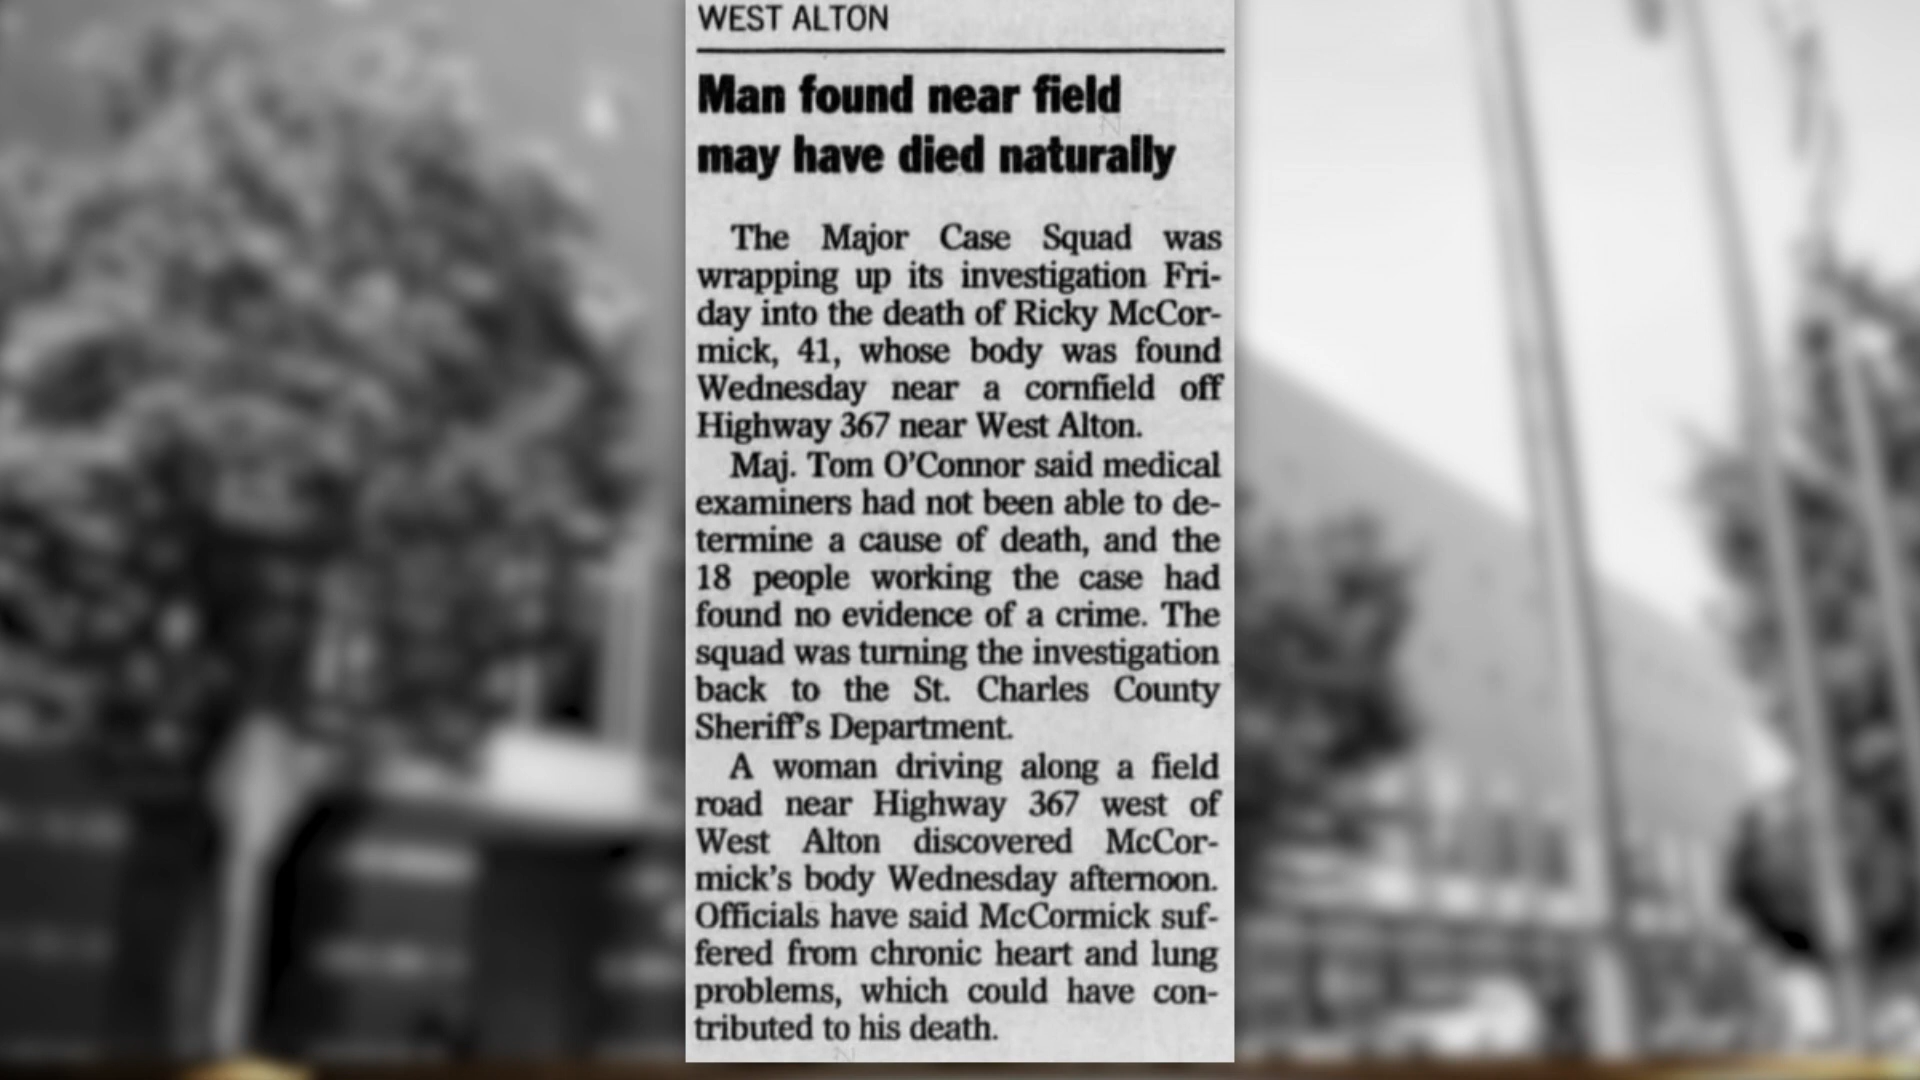 WEST ALTON
Man found near field
may have died naturally
The Major Case Squad was
wrapping up its investigation Fri-
day into the death of Ricky McCor-
mick, 41, whose body was found
Wednesday near a cornfield off
Highway 367 near West Alton.
Maj. Tom O'Connor said medical
examiners had not been able to de-
termine a cause of death, and the
18 people working the case had
found no evidence of a crime. The
squad was turning the investigation
back to the St. Charles County
Sheriff's Department.
A woman driving along a field
road near Highway 367 west of
West Alton discovered McCor-
mick's body Wednesday afternoon.
Officials have said McCormick suf-
fered from chronic heart and lung
problems, which could have con-
tributed to his death.